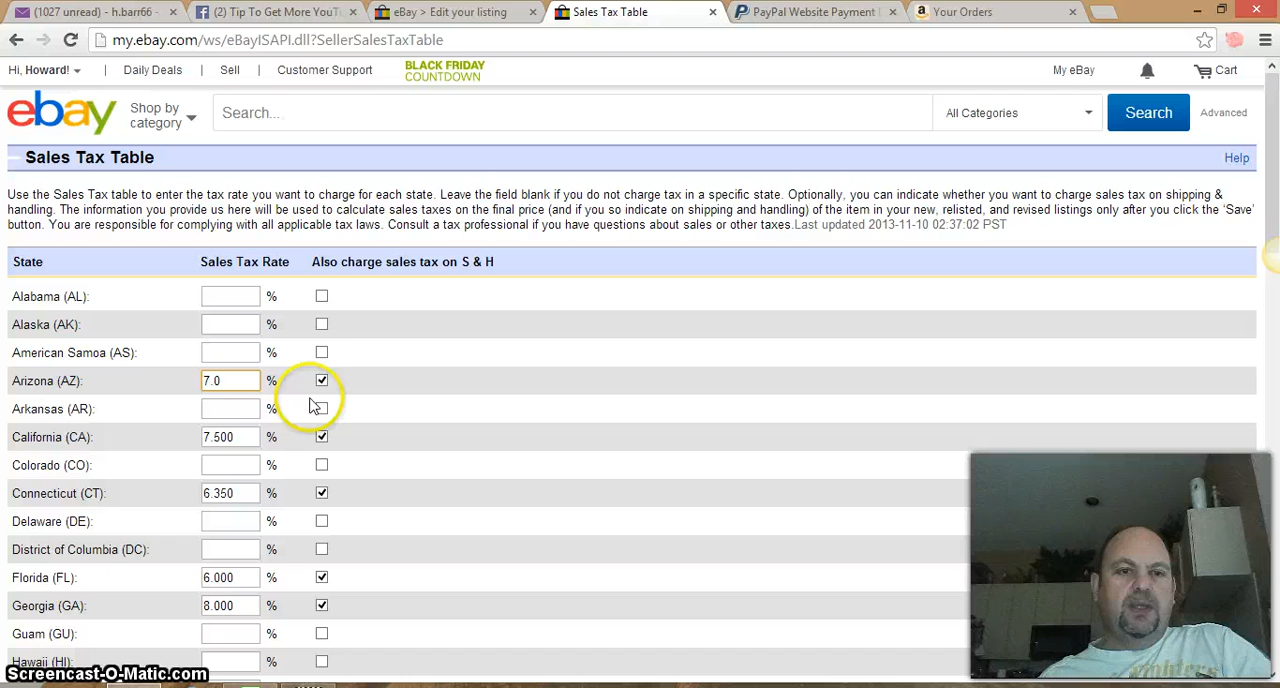 (1027 unread) - h.barr66 -
(2) Tip To Get More YouT
eBay > Edit your listing
Sales Tax Table
PayPal Website Payment D
Your Orders
my.ebay.com/ws/eBayISAPI.dll?SellerSalesTaxTable
Hi, Howard! | Daily Deals | Sell | Customer Support BLACK FRIDAY COUNTDOWN My eBay Cart
ebay Shop by category Search... All Categories Search Advanced
Sales Tax Table Help
Use the Sales Tax table to enter the tax rate you want to charge for each state. Leave the field blank if you do not charge tax in a specific state. Optionally, you can indicate whether you want to charge sales tax on shipping &
handling. The information you provide us here will be used to calculate sales taxes on the final price (and if you so indicate on shipping and handling) of the item in your new, relisted, and revised listings only after you click the 'Save'
button. You are responsible for complying with all applicable tax laws. Consult a tax professional if you have questions about sales or other taxes.Last updated 2013-11-10 02:37:02 PST
State Sales Tax Rate Also charge sales tax on S & H
Alabama (AL): %
Alaska (AK): %
American Samoa (AS): %
Arizona (AZ): 7.0 %
Arkansas (AR): %
California (CA): 7.500 %
Colorado (CO): %
Connecticut (CT): 6.350 %
Delaware (DE): %
District of Columbia (DC): %
Florida (FL): 6.000 %
Georgia (GA): 8.000 %
Guam (GU): %
Hawaii (HI): %
Screencast-O-Matic.com